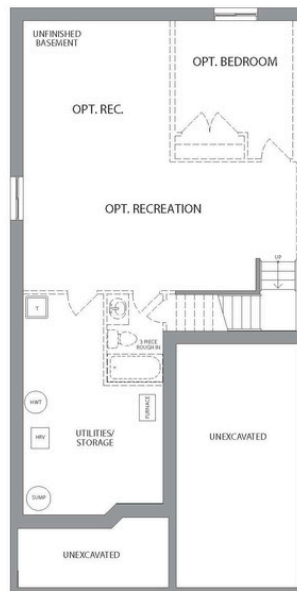 UNFINISHED
BASEMENT
OPT. BEDROOM
OPT. REC.
OPT. RECREATION
UP
T
3 PIECE
ROUGH IN
HWT
FURNACE
HRV
UTILITIES/
STORAGE
UNEXCAVATED
SUMP
UNEXCAVATED